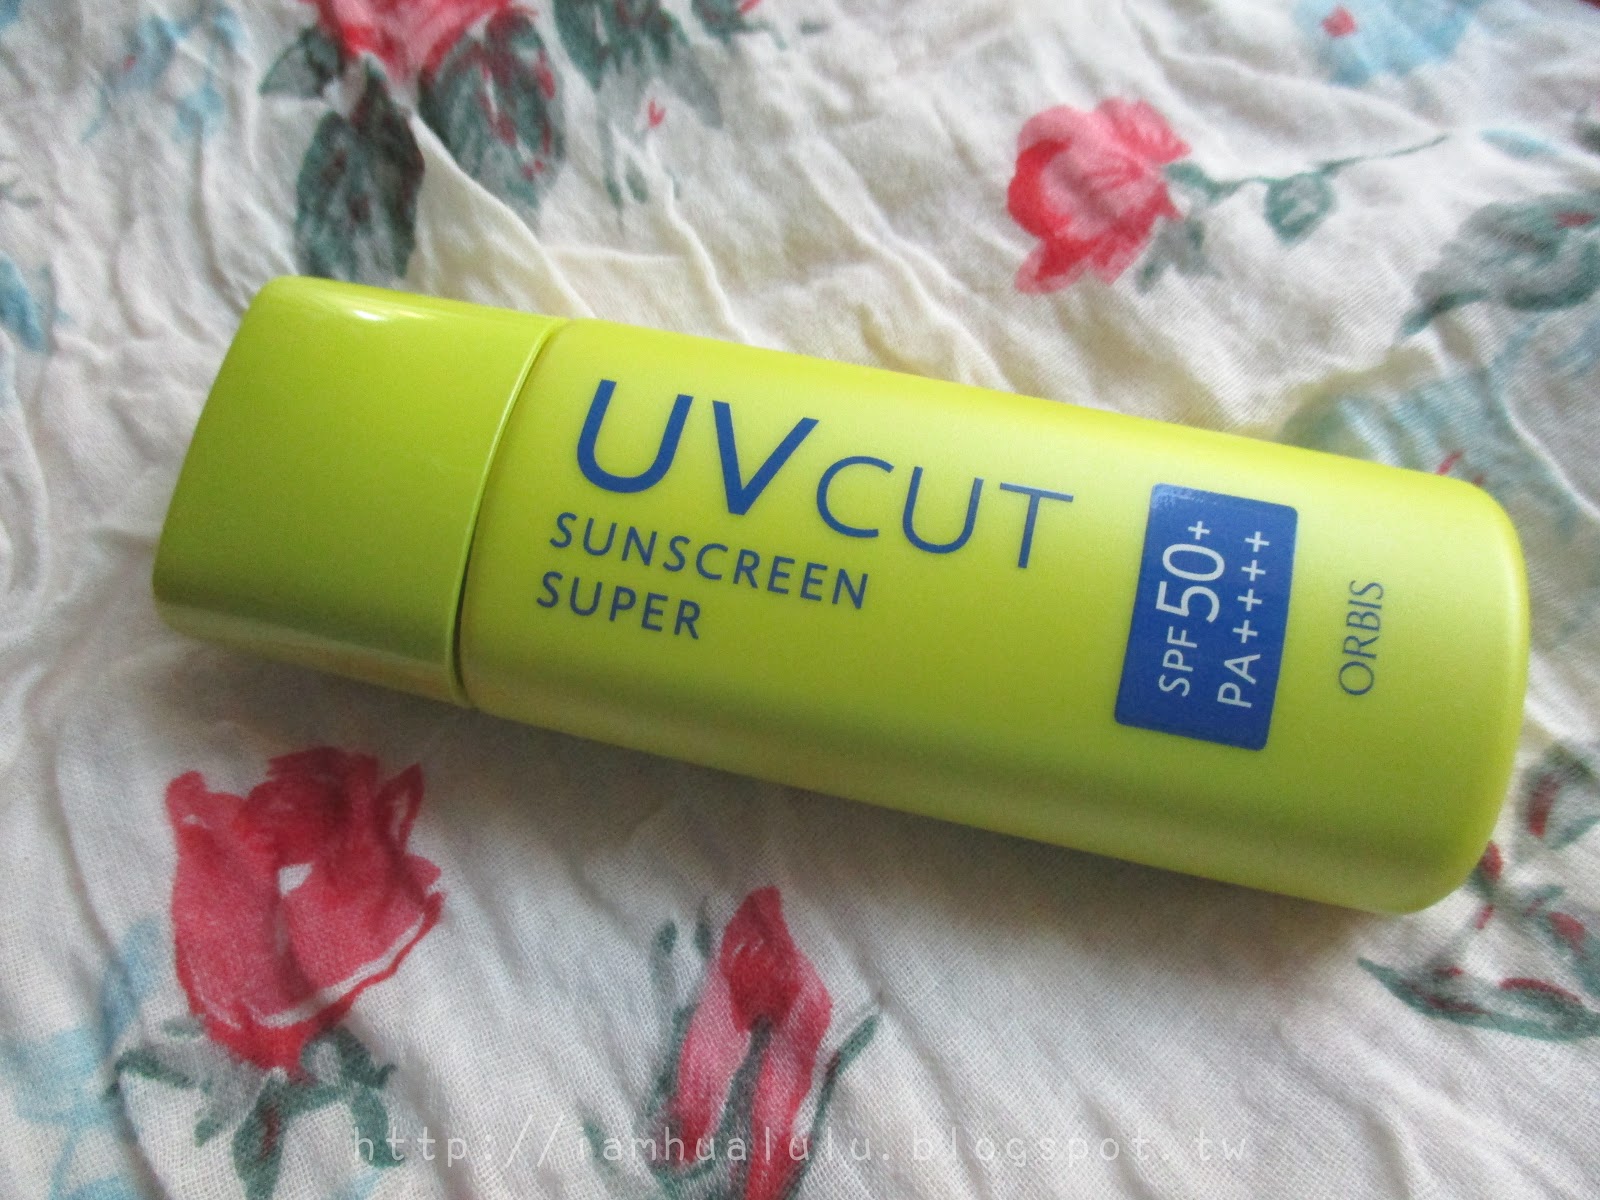 UV CUT
SUNSCREEN
SUPER
SPF 50+
PA++++
ORBIS
http://iamhualulu.blogspot.tw